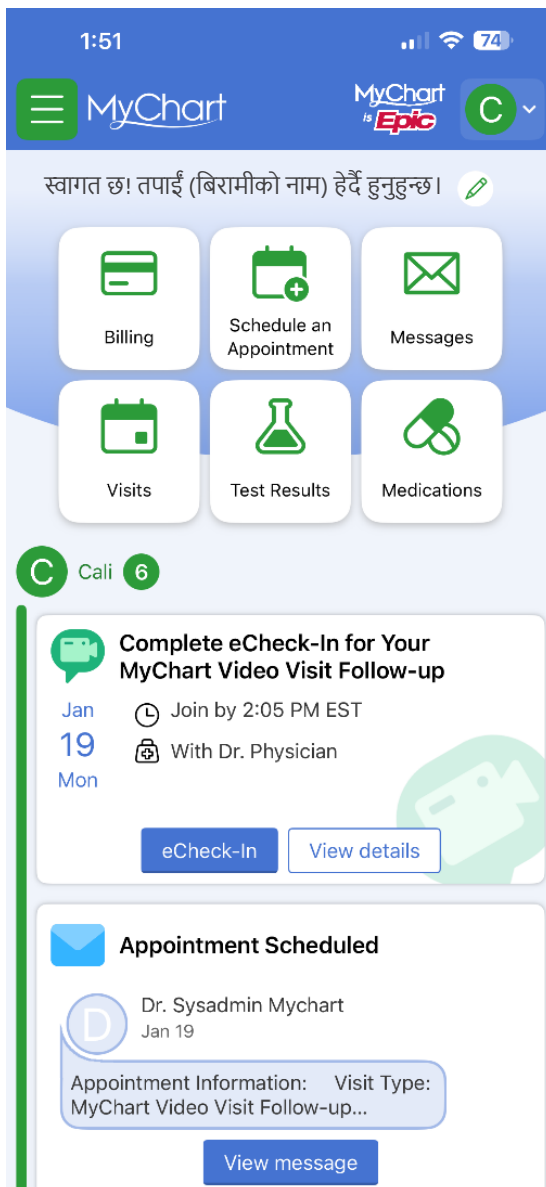 1:51
74
MyChart
MyChart
is Epic
C
स्वागत छ! तपाईं (बिरामीको नाम) हेर्दै हुनुहुन्छ।
Billing
Schedule an
Appointment
Messages
Visits
Test Results
Medications
C Cali 6
Complete eCheck-In for Your
MyChart Video Visit Follow-up
Jan
19
Mon
Join by 2:05 PM EST
With Dr. Physician
eCheck-In
View details
Appointment Scheduled
D
Dr. Sysadmin Mychart
Jan 19
Appointment Information: Visit Type:
MyChart Video Visit Follow-up...
View message